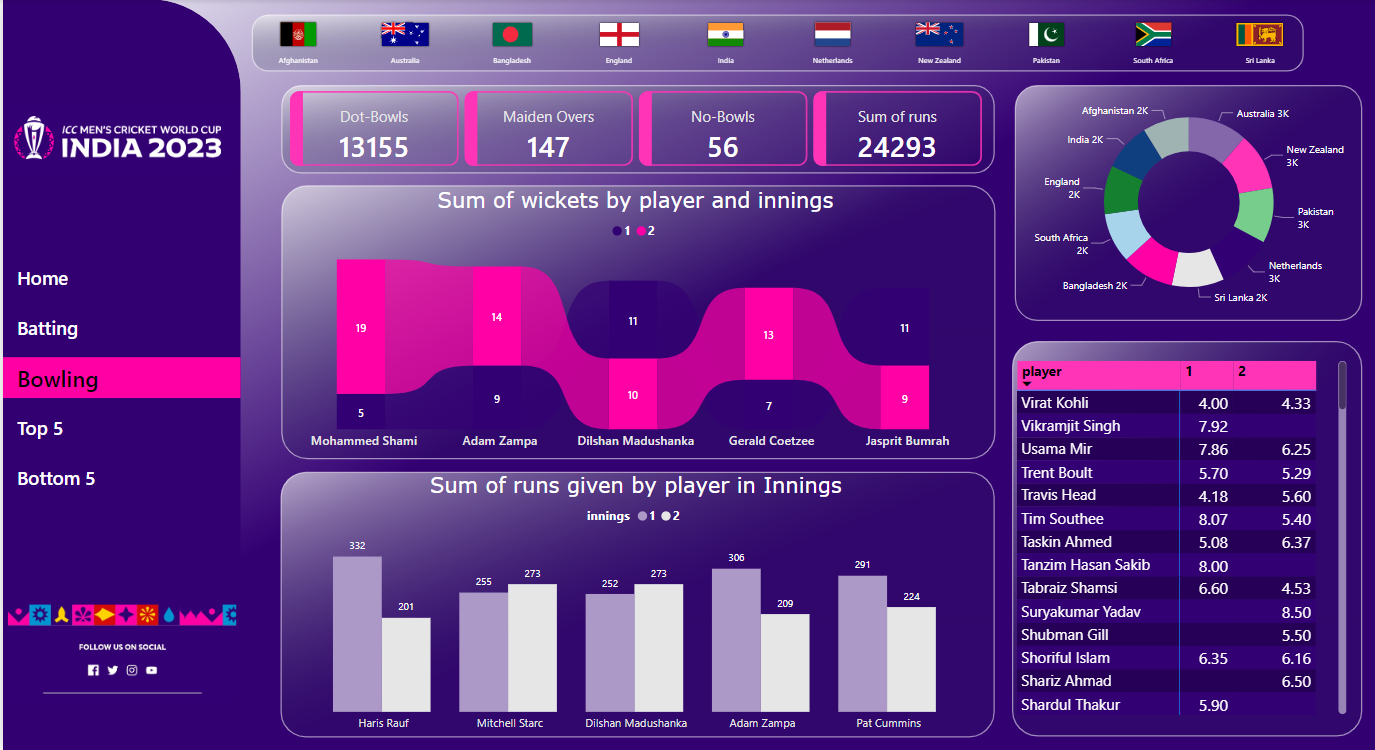 Afghanistan
Australia
Bangladesh
England
India
Netherlands
New Zealand
Pakistan
South Africa
Sri Lanka
ICC MEN'S CRICKET WORLD CUP
INDIA 2023
Home
Batting
Bowling
Top 5
Bottom 5
FOLLOW US ON SOCIAL
Dot-Bowls
13155
Maiden Overs
147
No-Bowls
56
Sum of runs
24293
Sum of wickets by player and innings
1 2
19
5
14
9
11
10
13
7
11
9
Mohammed Shami
Adam Zampa
Dilshan Madushanka
Gerald Coetzee
Jasprit Bumrah
Sum of runs given by player in Innings
innings 1 2
332
201
255
273
252
273
306
209
291
224
Haris Rauf
Mitchell Starc
Dilshan Madushanka
Adam Zampa
Pat Cummins
Afghanistan 2K
Australia 3K
India 2K
New Zealand
3K
England
2K
Pakistan
3K
South Africa
2K
Netherlands
3K
Bangladesh 2K
Sri Lanka 2K
player 1 2
Virat Kohli 4.00 4.33
Vikramjit Singh 7.92
Usama Mir 7.86 6.25
Trent Boult 5.70 5.29
Travis Head 4.18 5.60
Tim Southee 8.07 5.40
Taskin Ahmed 5.08 6.37
Tanzim Hasan Sakib 8.00
Tabraiz Shamsi 6.60 4.53
Suryakumar Yadav 8.50
Shubman Gill 5.50
Shoriful Islam 6.35 6.16
Shariz Ahmad 6.50
Shardul Thakur 5.90